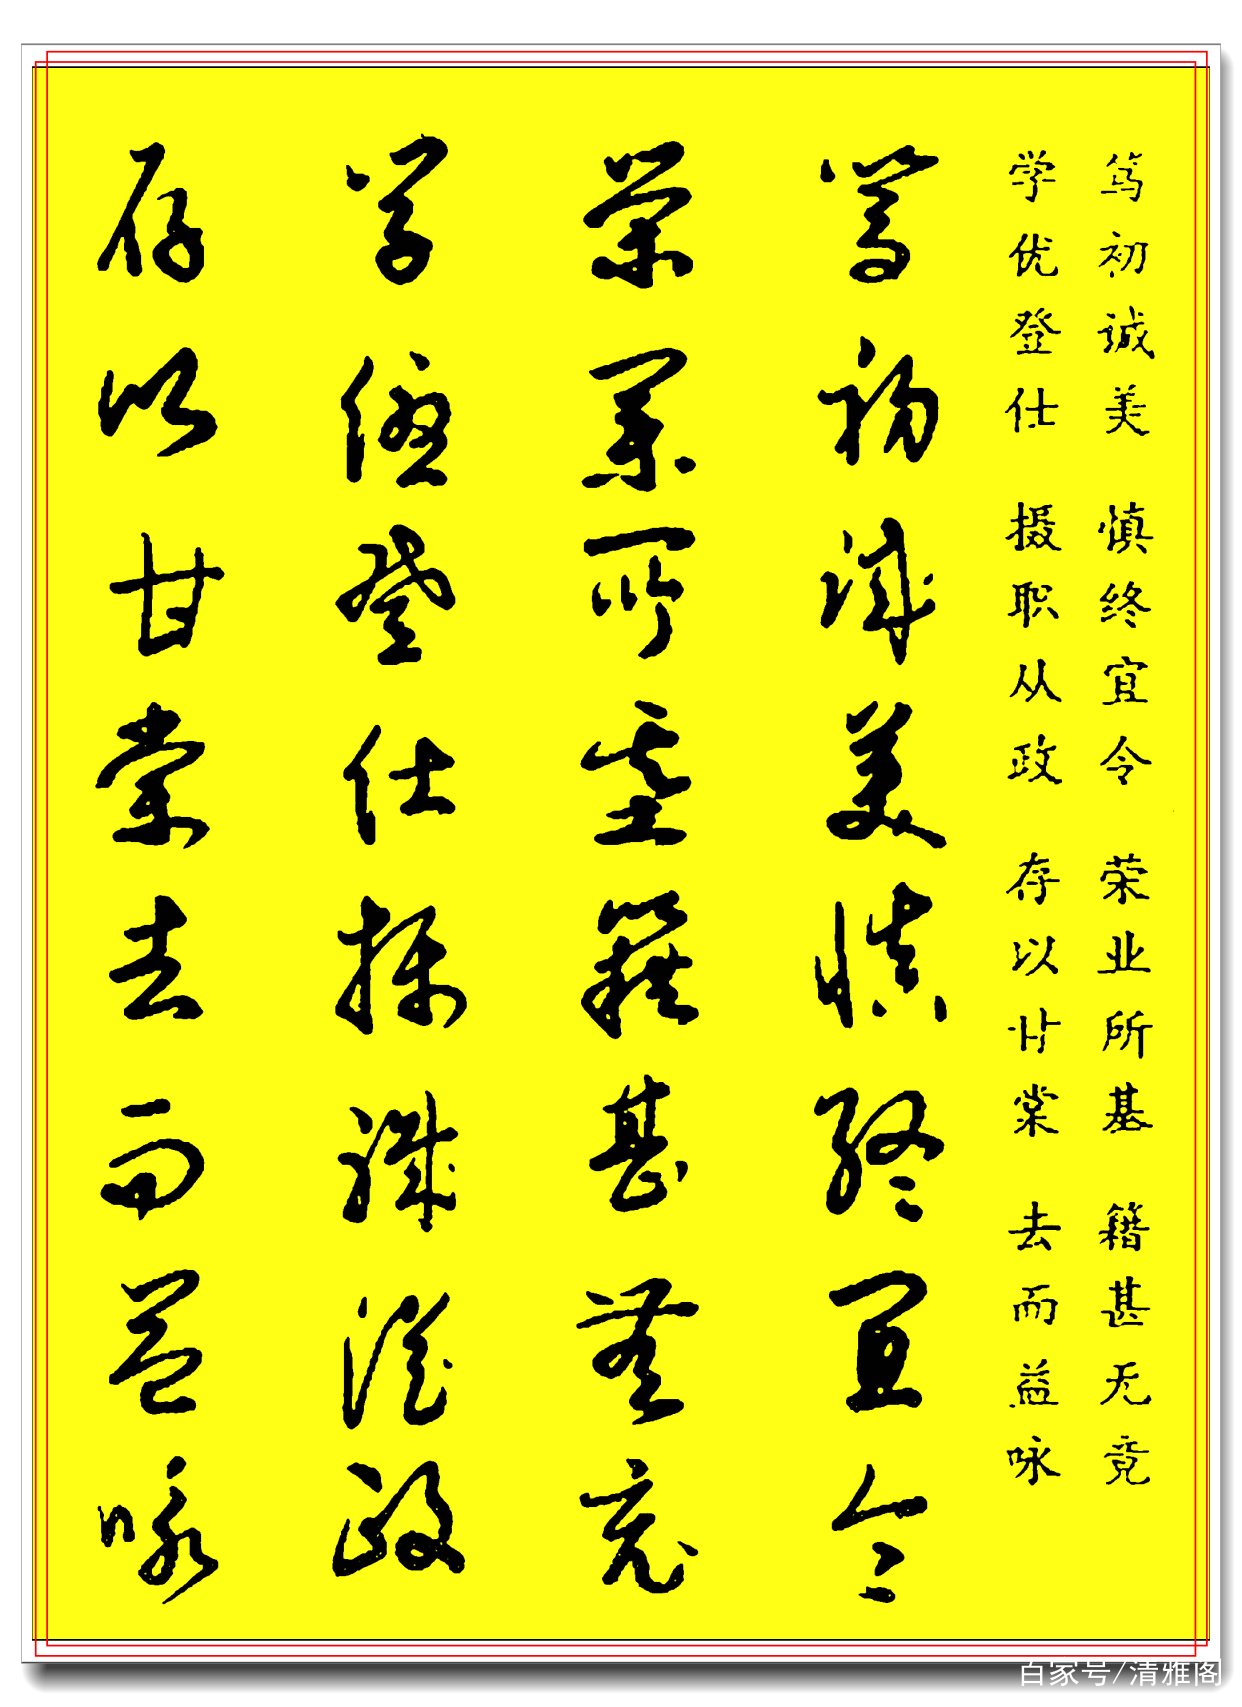 笃初诚美 慎终宜令 荣业所基 籍甚无竟
学优登仕 摄职从政 存以甘棠 去而益咏
笃初诚美慎终宜令
荣业所基籍甚无竟
学优登仕摄职从政
存以甘棠去而益咏
百家号/清雅阁